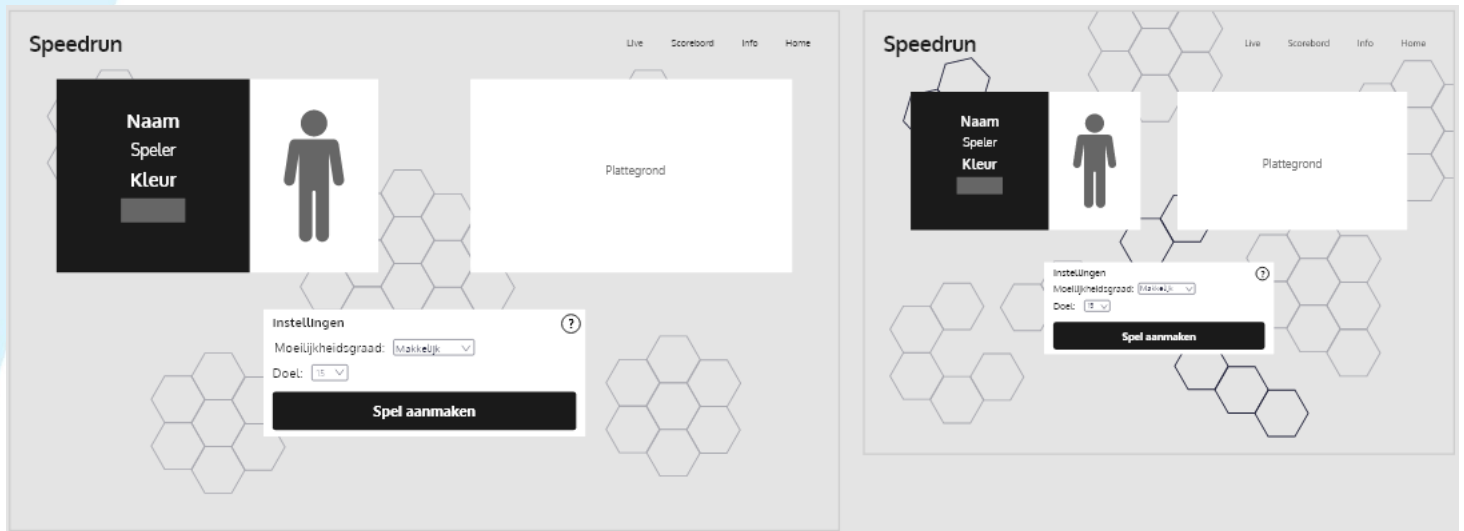 Speedrun
Live Scorebord Info Home
Naam
Speler
Kleur
Plattegrond
Instellingen
?
Moeilijkheidsgraad: Makkelijk
Doel: 15
Spel aanmaken
Speedrun
Live Scorebord Info Home
Naam
Speler
Kleur
Plattegrond
Instellingen
?
Moeilijkheidsgraad: Makkelijk
Doel: 15
Spel aanmaken